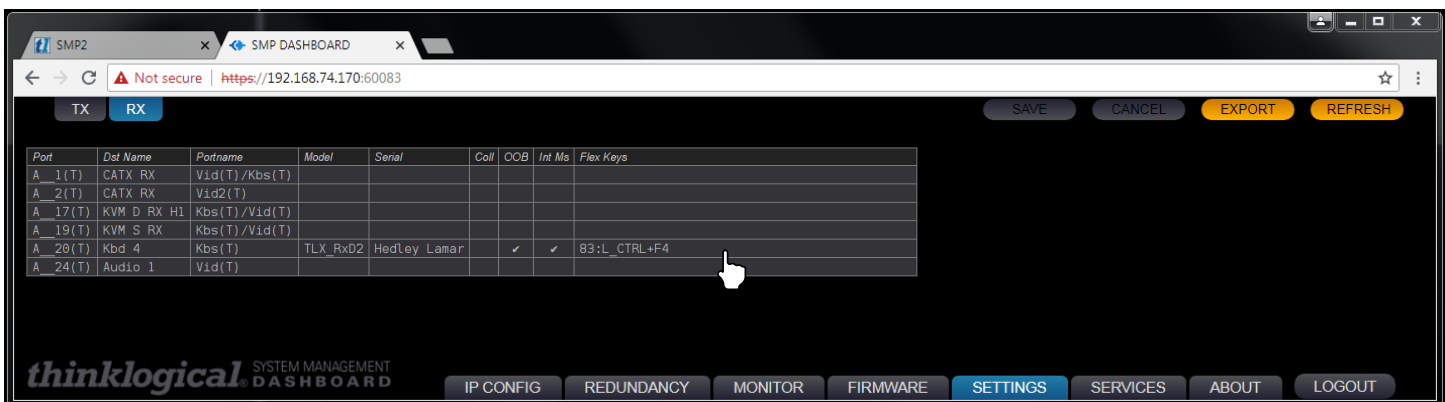 SMP2 SMP DASHBOARD
Not secure https://192.168.74.170:60083
TX RX SAVE CANCEL EXPORT REFRESH
Port Dst Name Portname Model Serial Coll OOB Int Ms Flex Keys
A__1(T) CATX RX Vid(T)/Kbs(T)
A__2(T) CATX RX Vid2(T)
A__17(T) KVM D RX H1 Kbs(T)/Vid(T)
A__19(T) KVM S RX Kbs(T)/Vid(T)
A__20(T) Kbd 4 Kbs(T) TLX_RxD2 Hedley Lamar ✔ ✔ 83:L_CTRL+F4
A__24(T) Audio 1 Vid(T)
thinklogical® SYSTEM MANAGEMENT
DASHBOARD
IP CONFIG REDUNDANCY MONITOR FIRMWARE SETTINGS SERVICES ABOUT LOGOUT